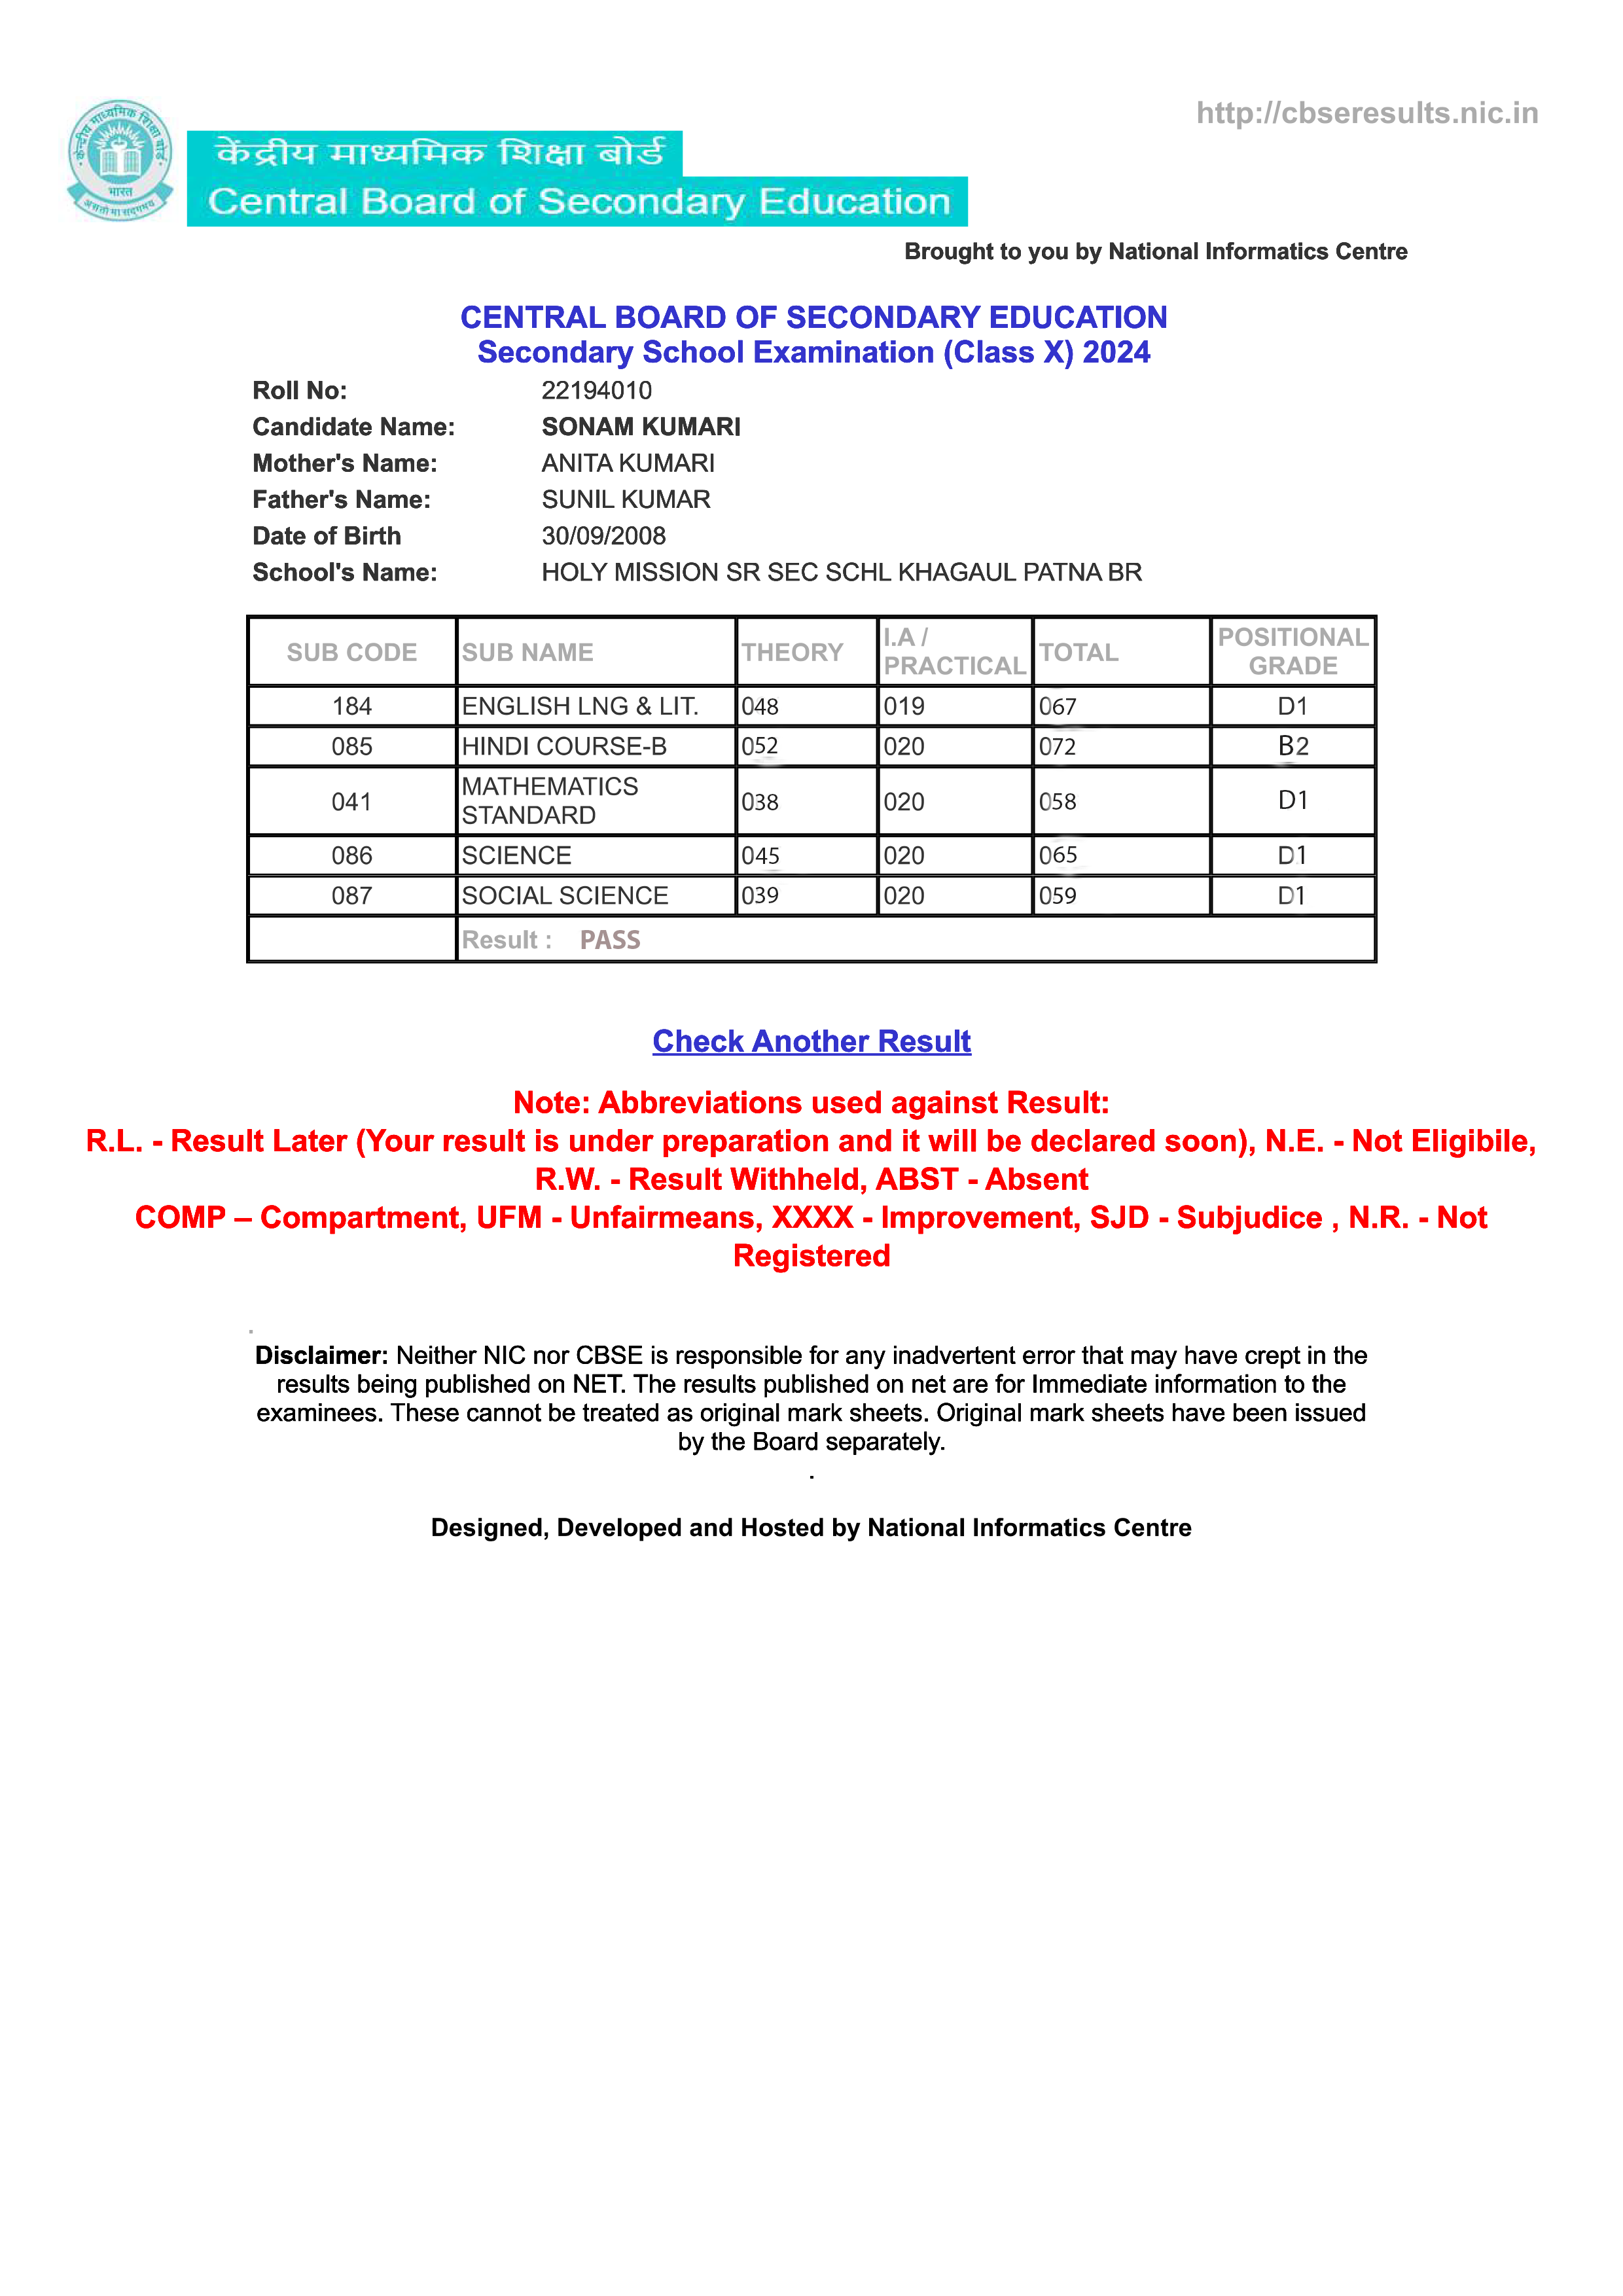 http://cbseresults.nic.in
केन्द्रीय माध्यमिक शिक्षा बोर्ड
भारत
असतो मा सद्गमय
केंद्रीय माध्यमिक शिक्षा बोर्ड
Central Board of Secondary Education
Brought to you by National Informatics Centre
CENTRAL BOARD OF SECONDARY EDUCATION
Secondary School Examination (Class X) 2024
Roll No: 22194010
Candidate Name: SONAM KUMARI
Mother's Name: ANITA KUMARI
Father's Name: SUNIL KUMAR
Date of Birth 30/09/2008
School's Name: HOLY MISSION SR SEC SCHL KHAGAUL PATNA BR
SUB CODE SUB NAME THEORY I.A / PRACTICAL TOTAL POSITIONAL GRADE
184 ENGLISH LNG & LIT. 048 019 067 D1
085 HINDI COURSE-B 052 020 072 B2
041 MATHEMATICS STANDARD 038 020 058 D1
086 SCIENCE 045 020 065 D1
087 SOCIAL SCIENCE 039 020 059 D1
Result : PASS
Check Another Result
Note: Abbreviations used against Result:
R.L. - Result Later (Your result is under preparation and it will be declared soon), N.E. - Not Eligibile,
R.W. - Result Withheld, ABST - Absent
COMP – Compartment, UFM - Unfairmeans, XXXX - Improvement, SJD - Subjudice , N.R. - Not
Registered
.
Disclaimer: Neither NIC nor CBSE is responsible for any inadvertent error that may have crept in the
results being published on NET. The results published on net are for Immediate information to the
examinees. These cannot be treated as original mark sheets. Original mark sheets have been issued
by the Board separately.
.
Designed, Developed and Hosted by National Informatics Centre